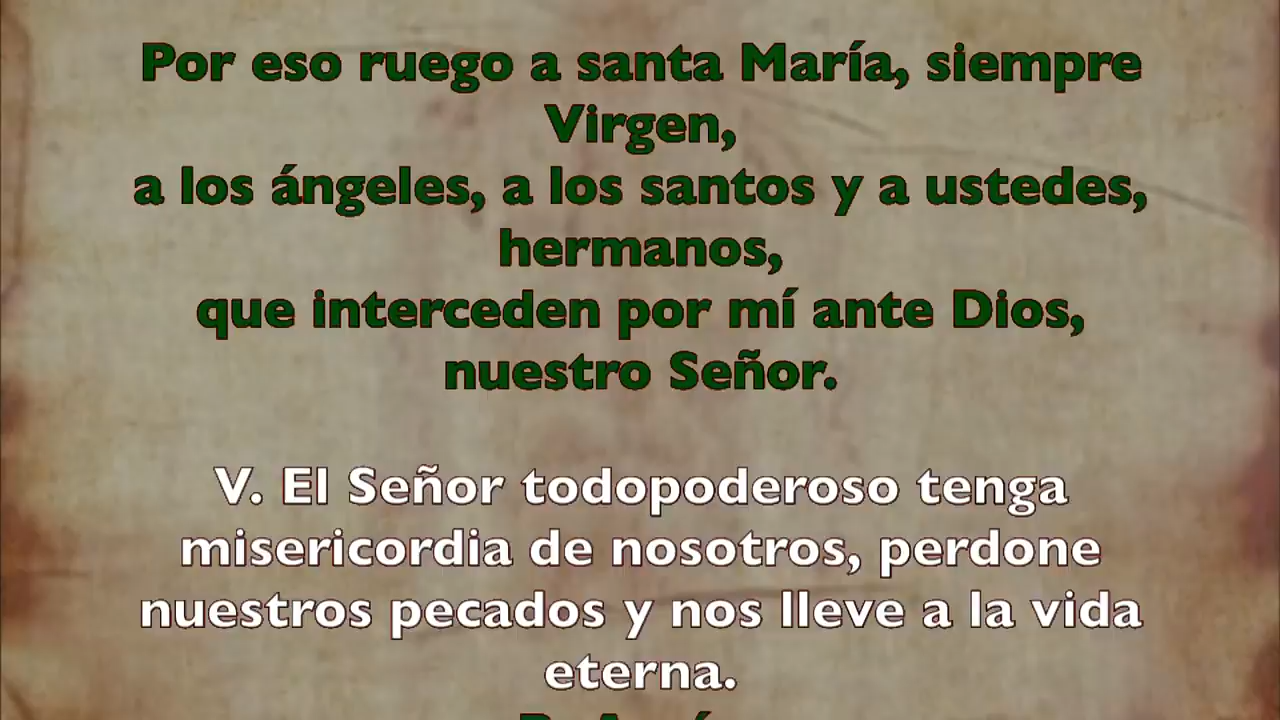 Por eso ruego a santa María, siempre
Virgen,
a los ángeles, a los santos y a ustedes,
hermanos,
que interceden por mí ante Dios,
nuestro Señor.
V. El Señor todopoderoso tenga
misericordia de nosotros, perdone
nuestros pecados y nos lleve a la vida
eterna.